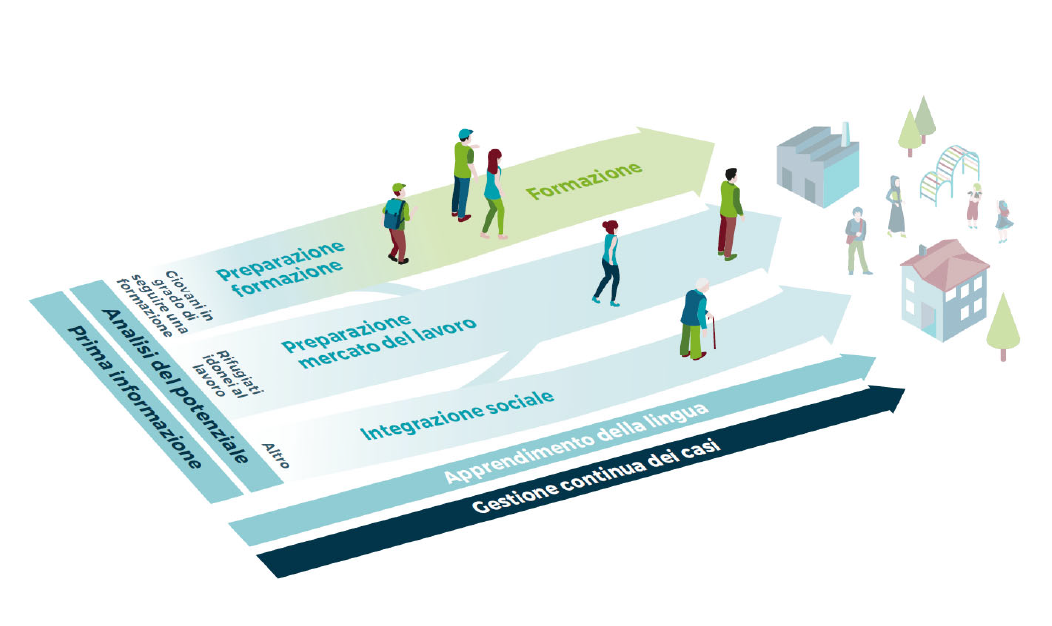 Prima informazione
Analisi del potenziale
Giovani in
grado di
seguire una
formazione
Preparazione
formazione
Formazione
Rifugiati
idonei al
lavoro
Preparazione
mercato del lavoro
Altro
Integrazione sociale
Apprendimento della lingua
Gestione continua dei casi